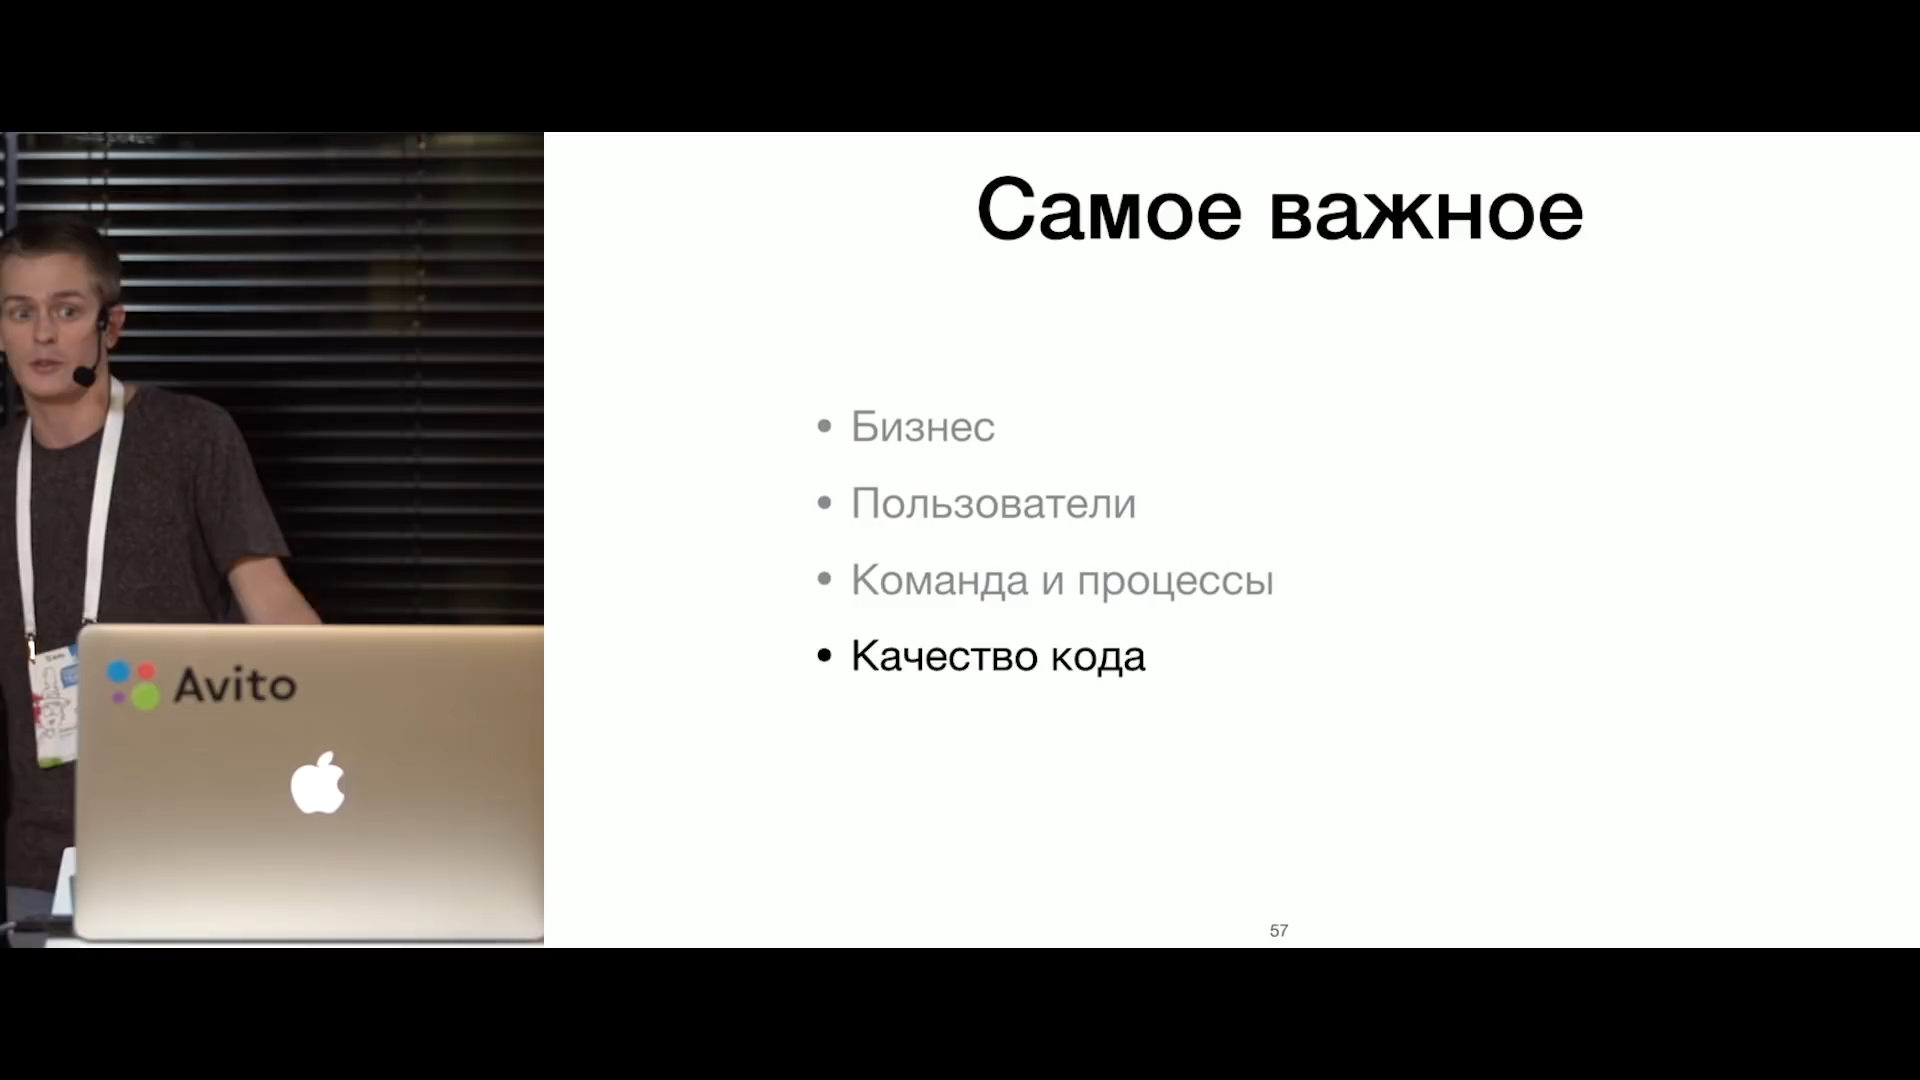 Самое важное
• Бизнес
• Пользователи
• Команда и процессы
• Качество кода
Avito
57